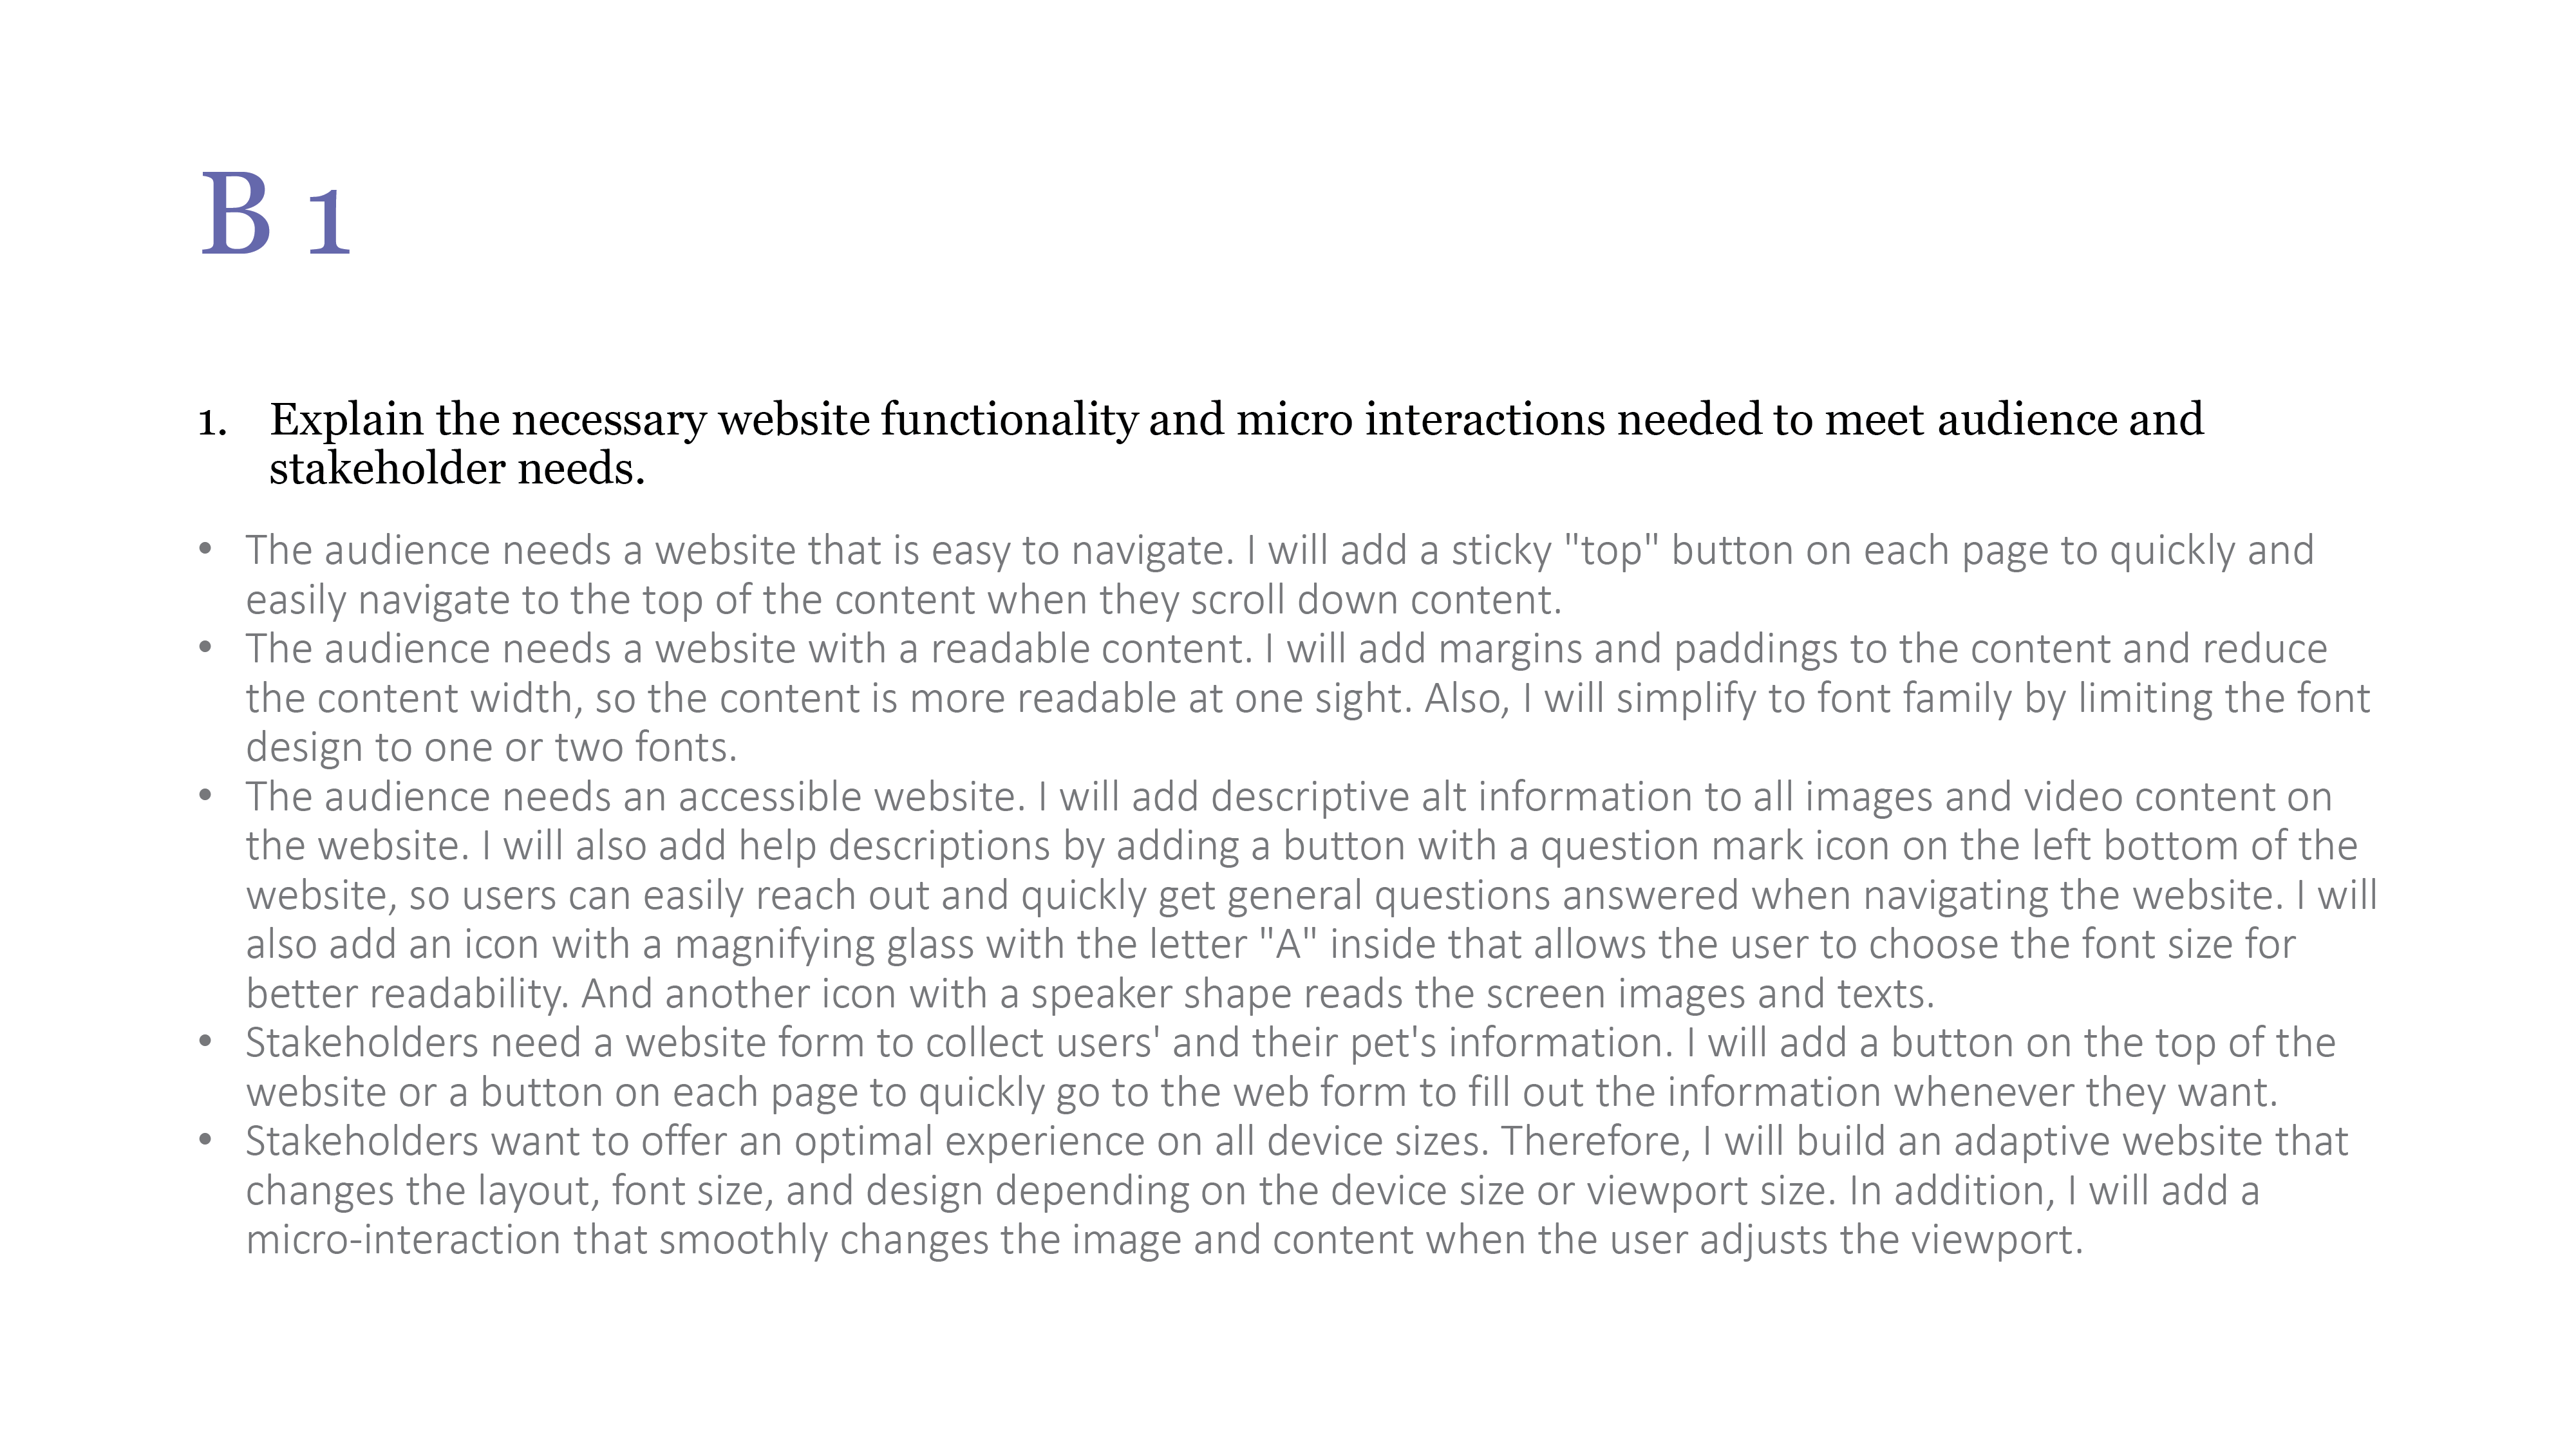 B 1
1. Explain the necessary website functionality and micro interactions needed to meet audience and
stakeholder needs.
• The audience needs a website that is easy to navigate. I will add a sticky "top" button on each page to quickly and
easily navigate to the top of the content when they scroll down content.
• The audience needs a website with a readable content. I will add margins and paddings to the content and reduce
the content width, so the content is more readable at one sight. Also, I will simplify to font family by limiting the font
design to one or two fonts.
• The audience needs an accessible website. I will add descriptive alt information to all images and video content on
the website. I will also add help descriptions by adding a button with a question mark icon on the left bottom of the
website, so users can easily reach out and quickly get general questions answered when navigating the website. I will
also add an icon with a magnifying glass with the letter "A" inside that allows the user to choose the font size for
better readability. And another icon with a speaker shape reads the screen images and texts.
• Stakeholders need a website form to collect users' and their pet's information. I will add a button on the top of the
website or a button on each page to quickly go to the web form to fill out the information whenever they want.
• Stakeholders want to offer an optimal experience on all device sizes. Therefore, I will build an adaptive website that
changes the layout, font size, and design depending on the device size or viewport size. In addition, I will add a
micro-interaction that smoothly changes the image and content when the user adjusts the viewport.